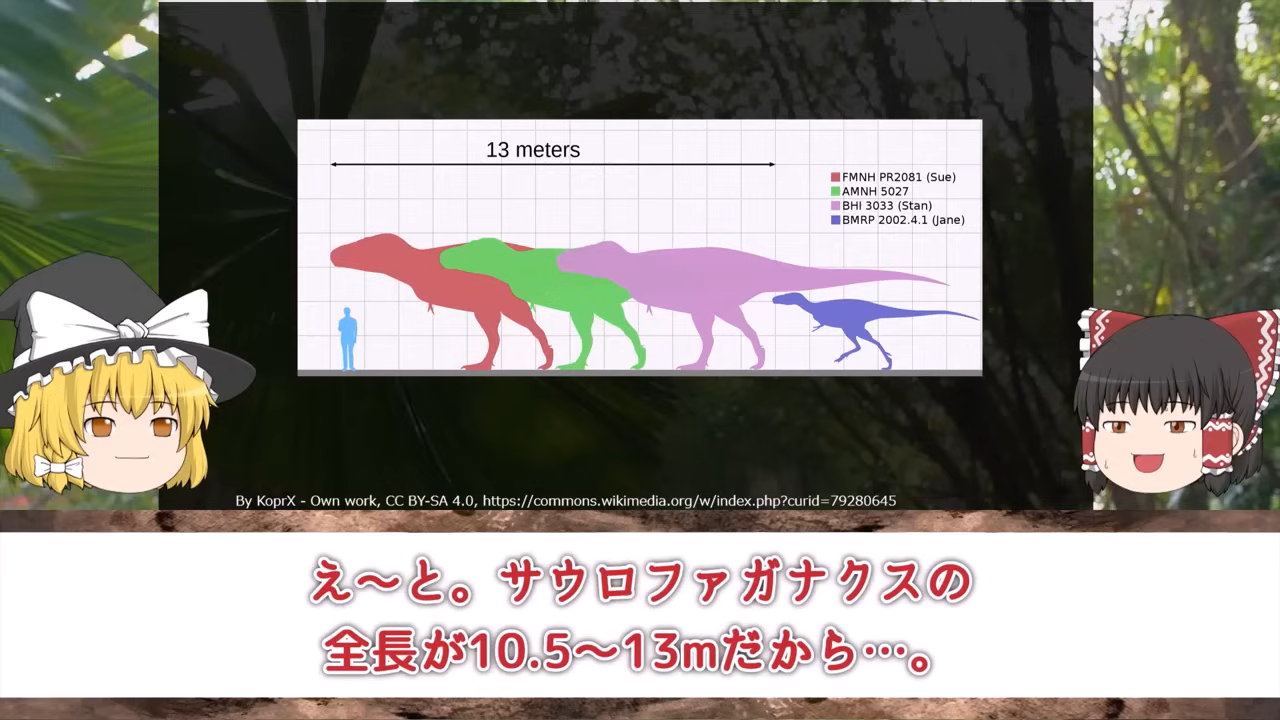 13 meters
FMNH PR2081 (Sue)
AMNH 5027
BHI 3033 (Stan)
BMRP 2002.4.1 (Jane)
By KoprX - Own work, CC BY-SA 4.0, https://commons.wikimedia.org/w/index.php?curid=79280645
え～と。サウロファガナクスの
全長が10.5～13mだから…。